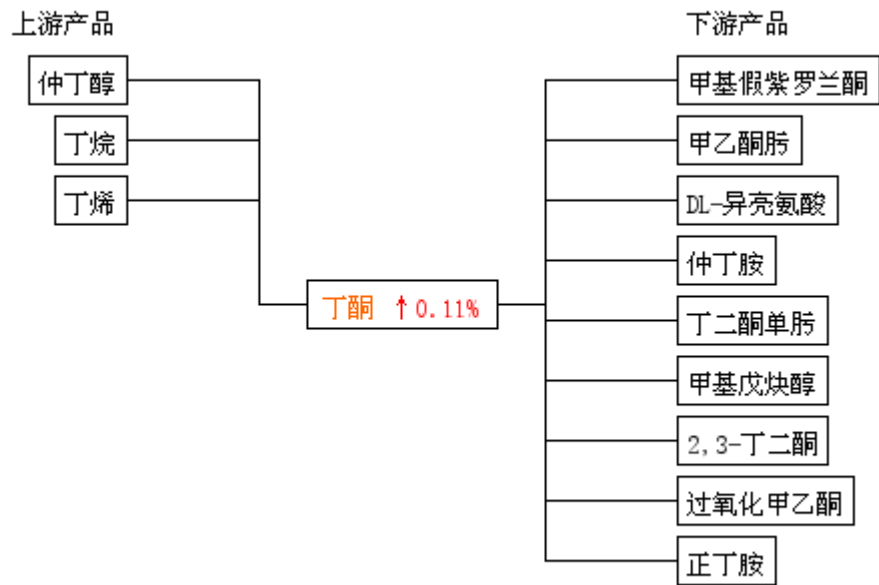 上游产品
下游产品
仲丁醇
丁烷
丁烯
丁酮 ↑0.11%
甲基假紫罗兰酮
甲乙酮肟
DL-异亮氨酸
仲丁胺
丁二酮单肟
甲基戊炔醇
2,3-丁二酮
过氧化甲乙酮
正丁胺